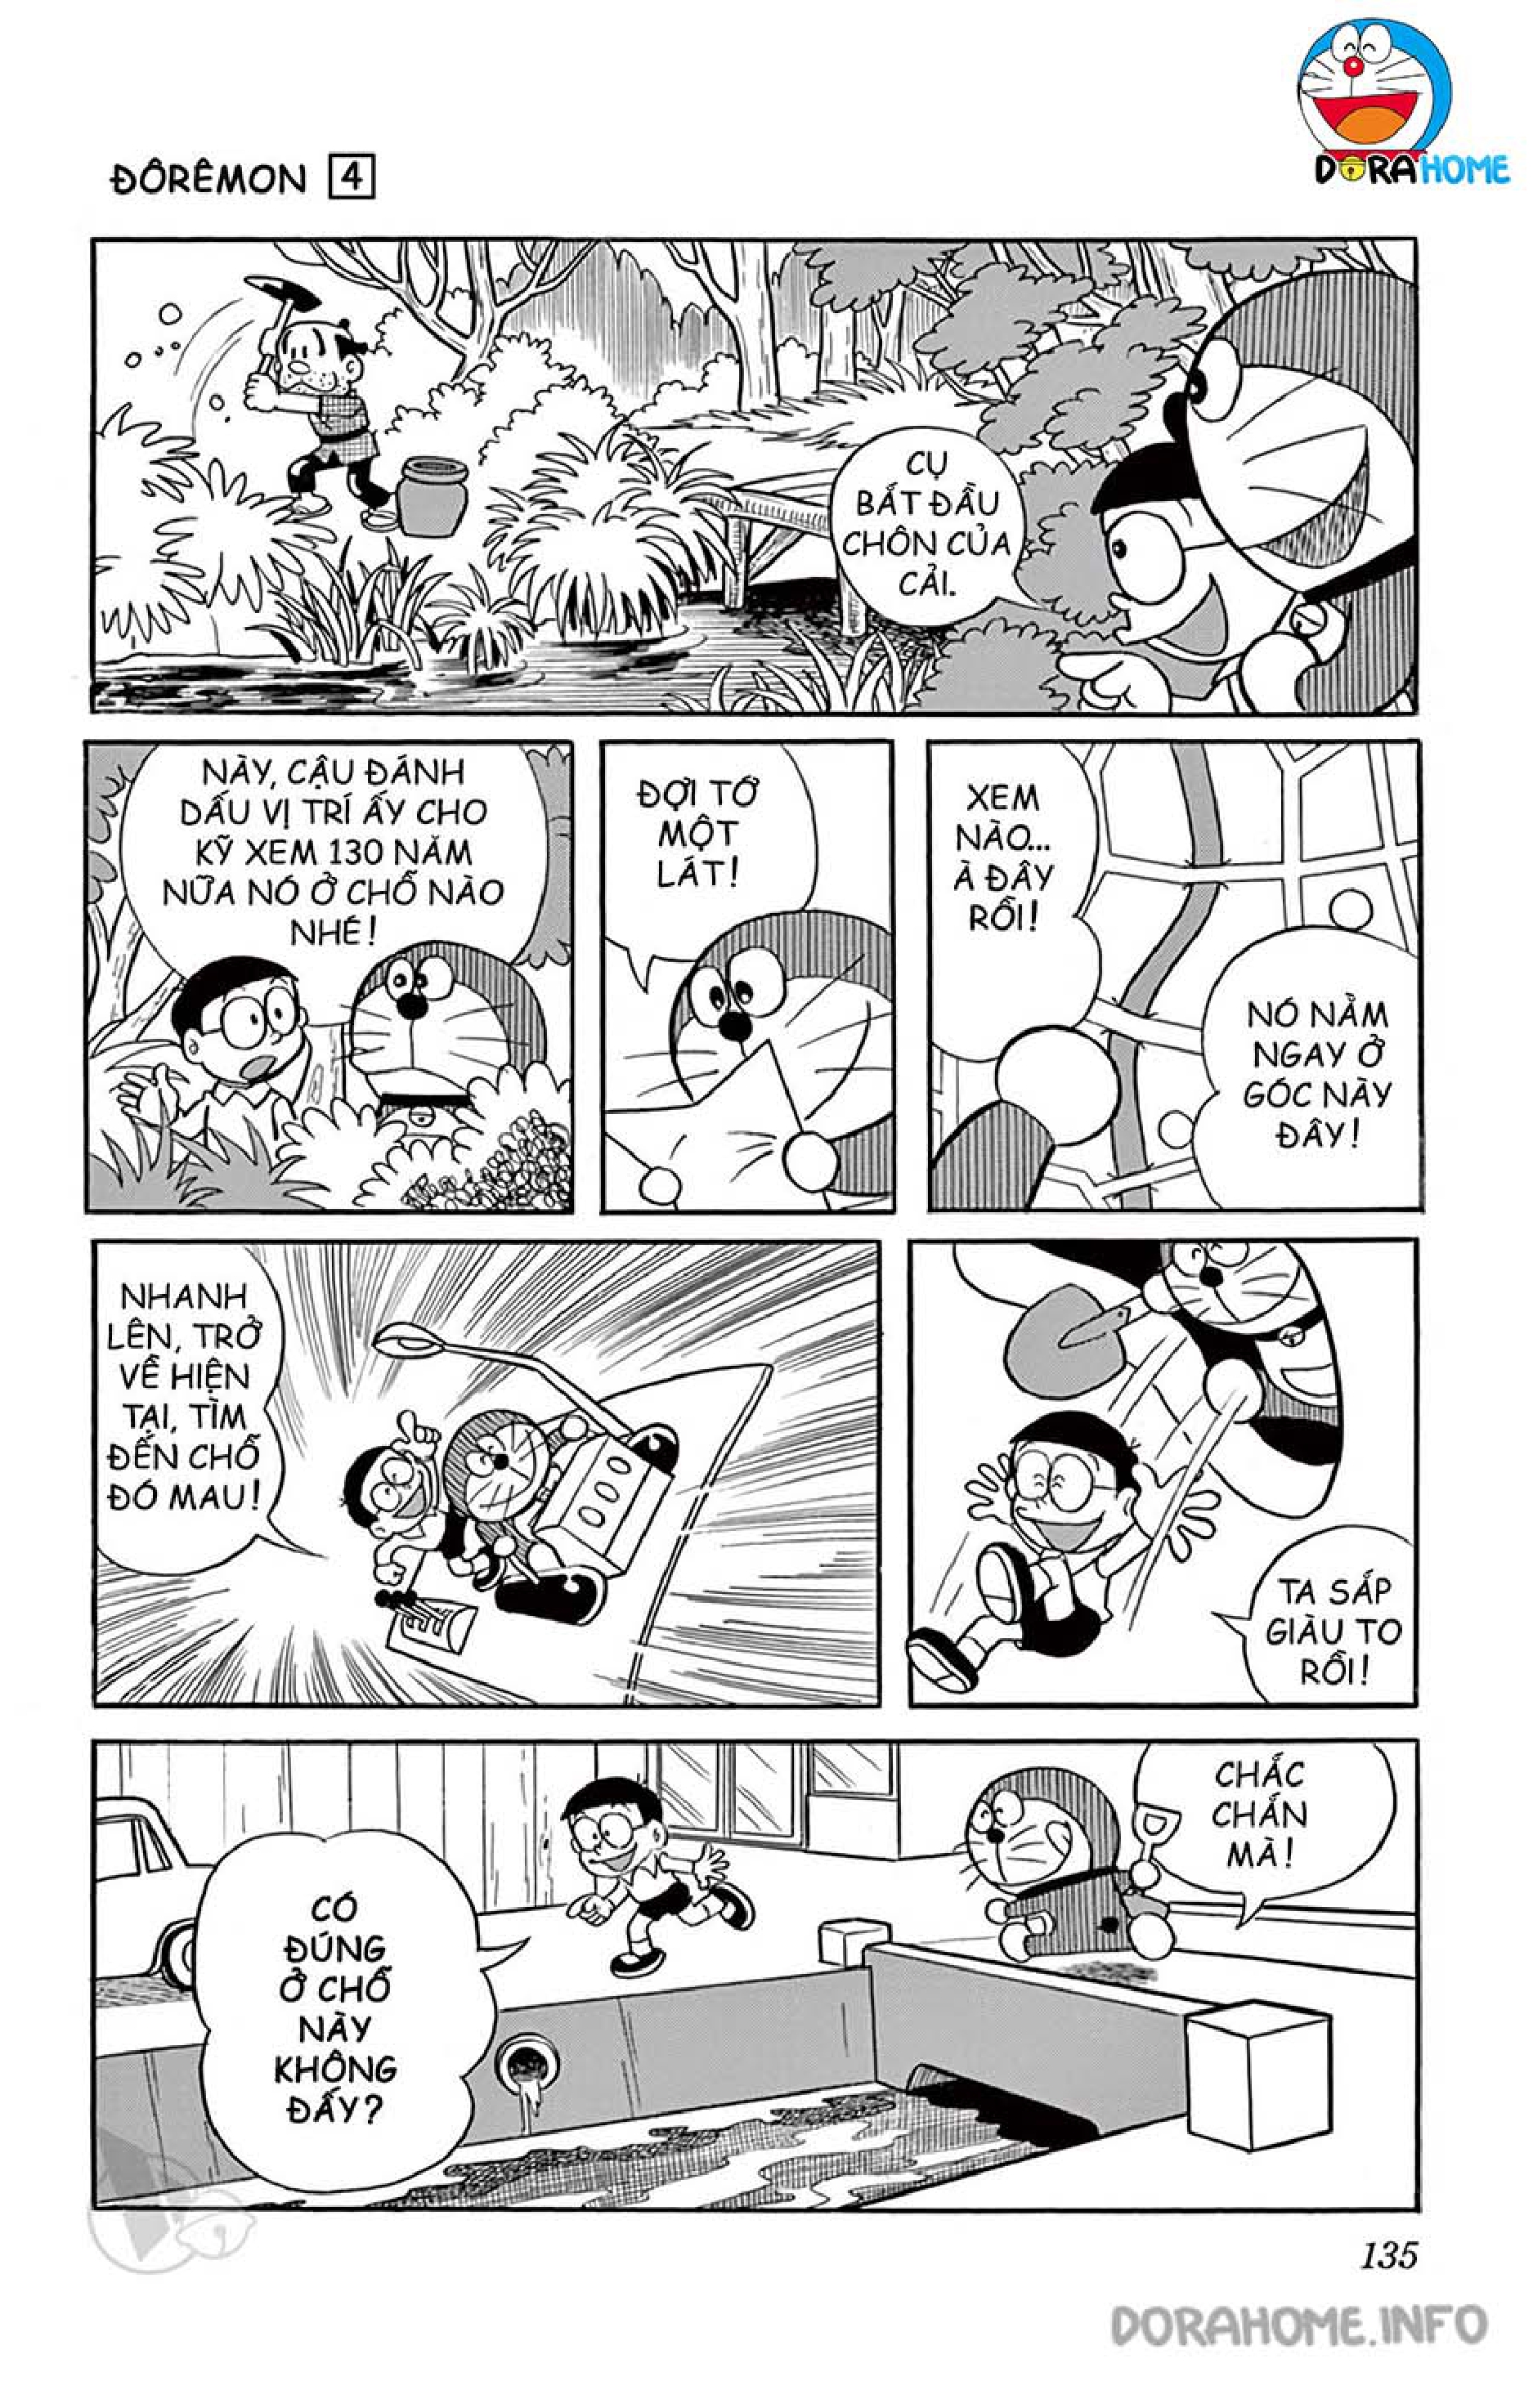 DORAHOME
ĐÔRÊMON 4
CỤ
BẮT ĐẦU
CHÔN CỦA
CẢI.
NÀY, CẬU ĐÁNH
DẤU VỊ TRÍ ẤY CHO
KỸ XEM 130 NĂM
NỮA NÓ Ở CHỖ NÀO
NHÉ!
ĐỢI TỚ
MỘT
LÁT!
XEM
NÀO...
À ĐÂY
RỒI!
NÓ NẰM
NGAY Ở
GÓC NÀY
ĐÂY!
NHANH
LÊN, TRỞ
VỀ HIỆN
TẠI, TÌM
ĐẾN CHỖ
ĐÓ MAU!
TA SẮP
GIÀU TO
RỒI!
CÓ
ĐÚNG
Ở CHỖ
NÀY
KHÔNG
ĐẤY?
CHẮC
CHẮN
MÀ!
135
DORAHOME.INFO